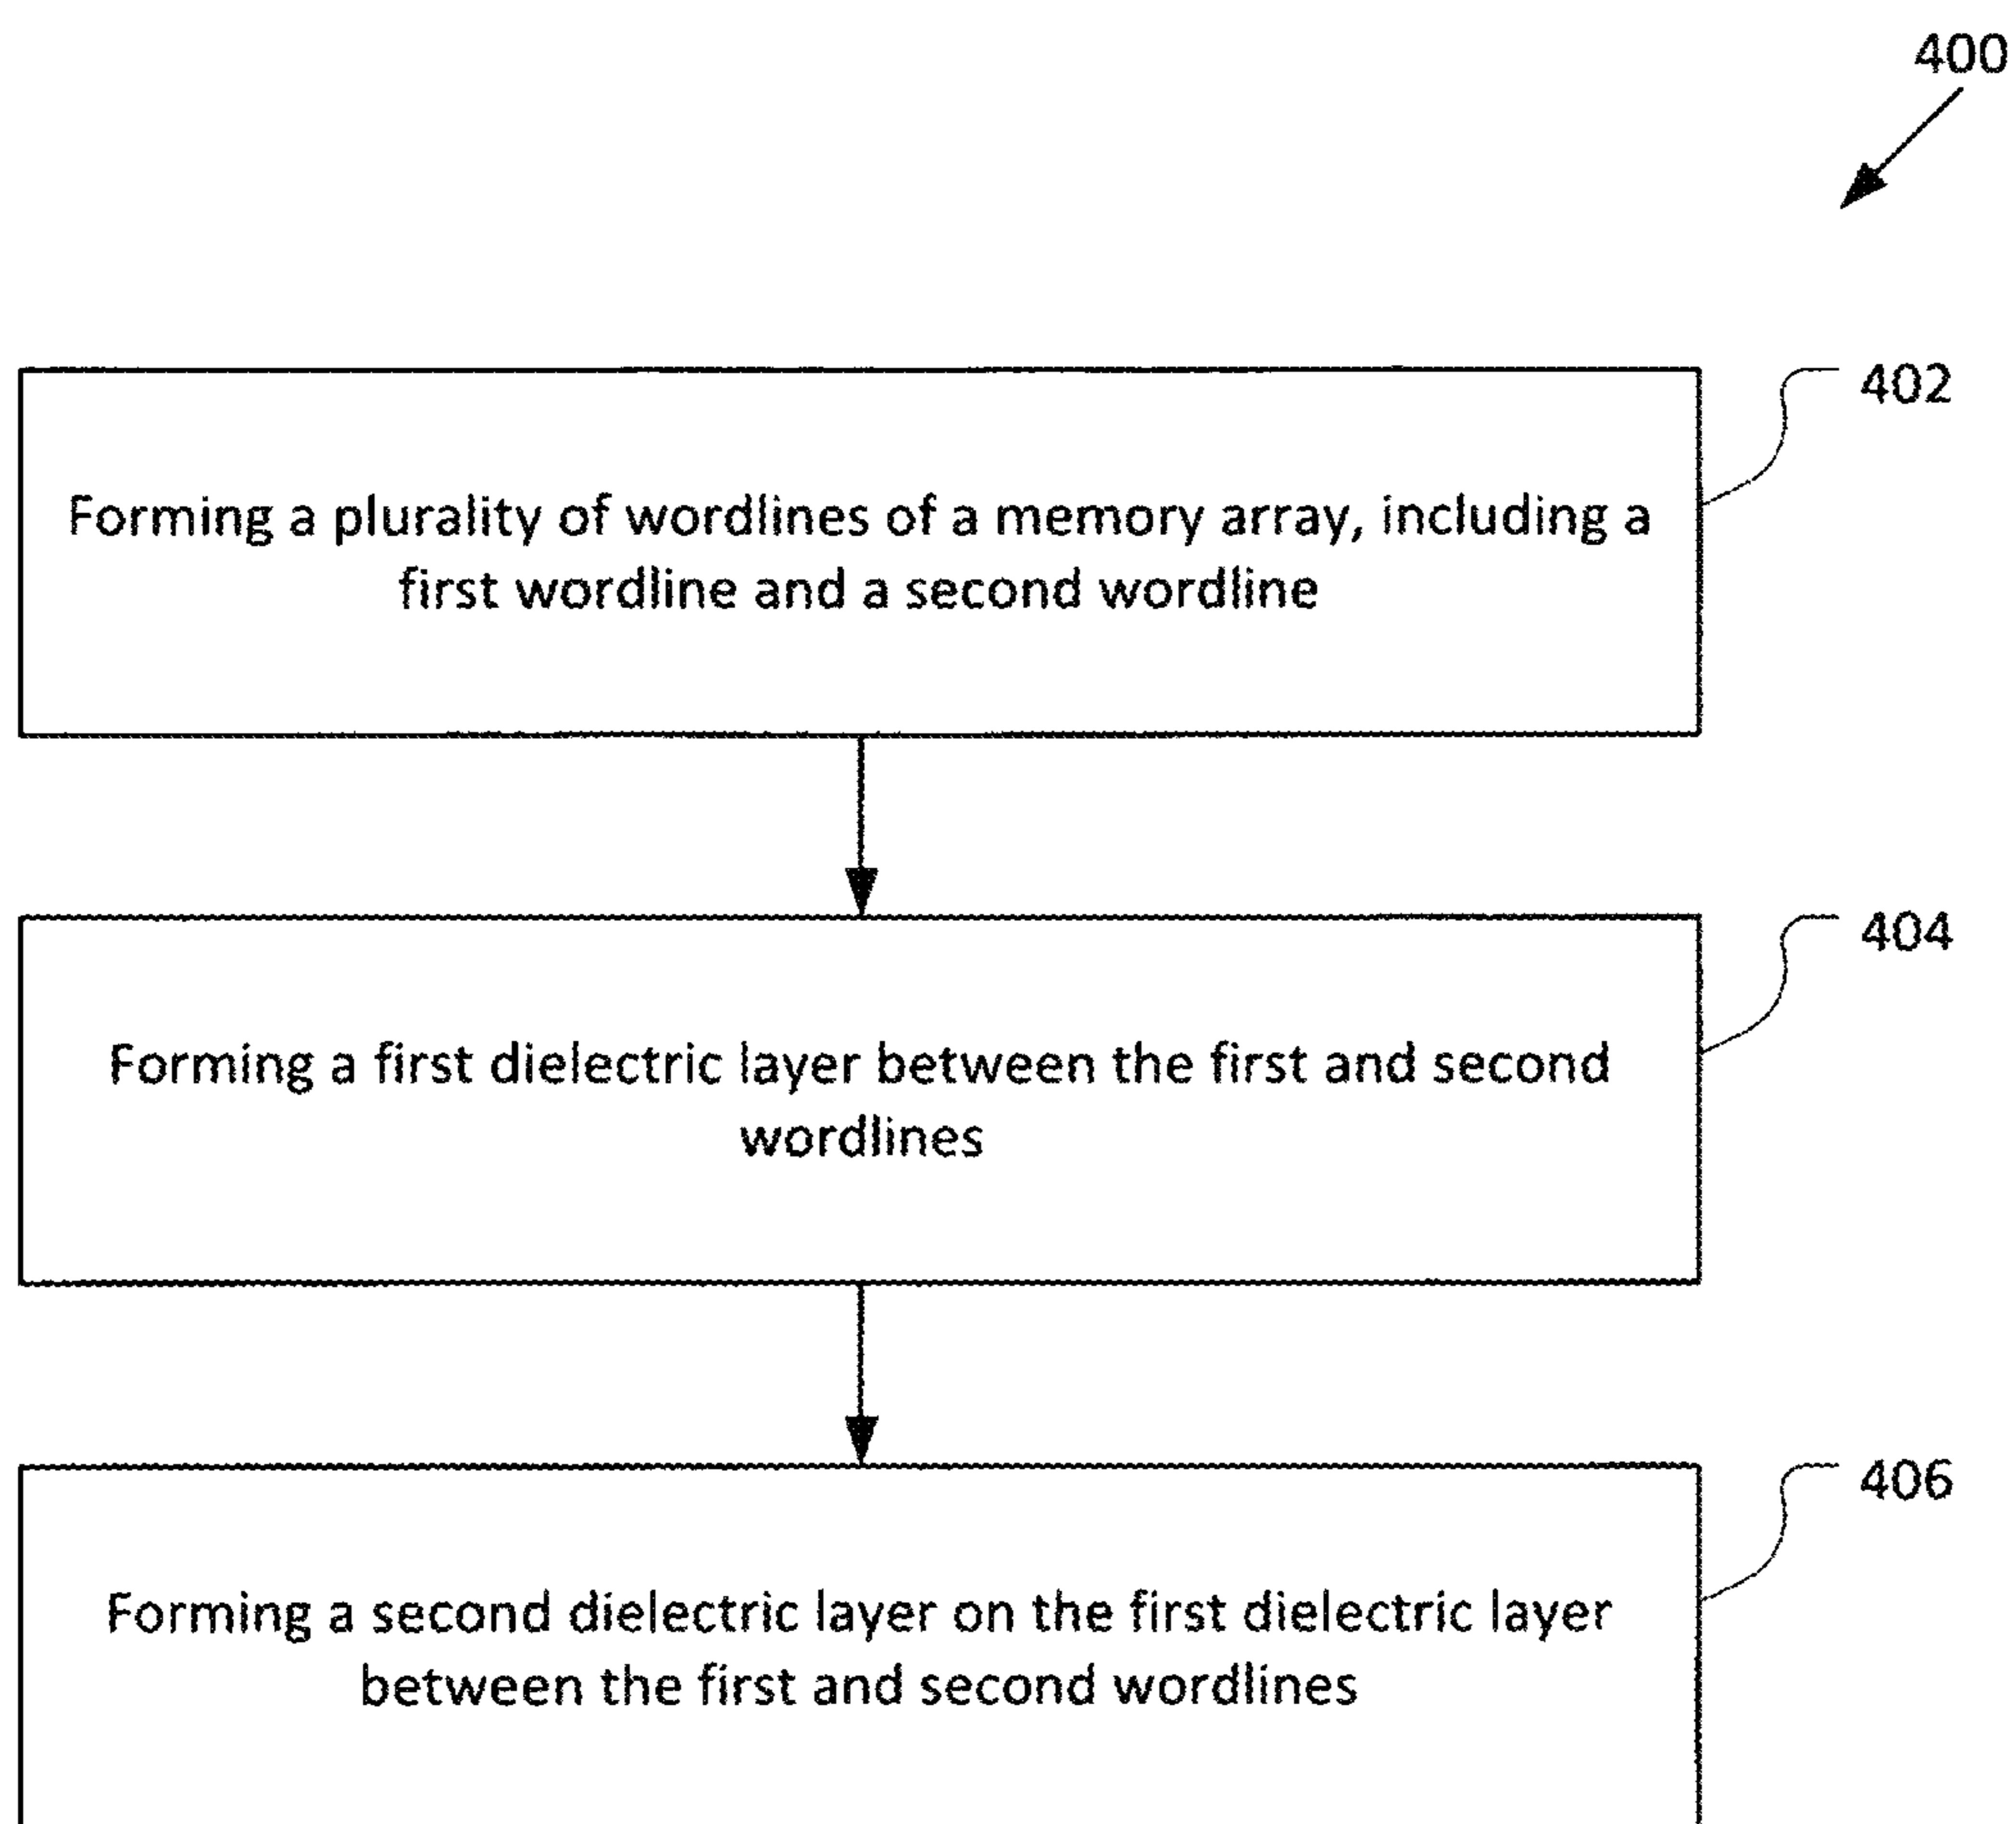 400
402
Forming a plurality of wordlines of a memory array, including a
first wordline and a second wordline
404
Forming a first dielectric layer between the first and second
wordlines
406
Forming a second dielectric layer on the first dielectric layer
between the first and second wordlines